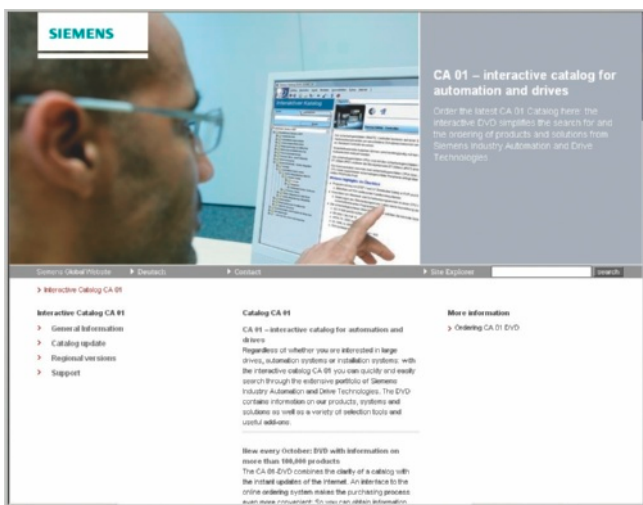 SIEMENS
CA 01 – interactive catalog for
automation and drives
Order the latest CA 01 Catalog here: the
interactive DVD simplifies the search for and
the ordering of products and solutions from
Siemens Industry Automation and Drive
Technologies
Interactive Catalog
Siemens Global Website
Deutsch
Contact
Site Explorer
search
Interactive Catalog CA 01
Interactive Catalog CA 01
General Information
Catalog update
Regional versions
Support
Catalog CA 01
CA 01 – interactive catalog for automation and
drives
Regardless of whether you are interested in large
drives, automation systems or installation systems: with
the interactive catalog CA 01 you can quickly and easily
search through the extensive portfolio of Siemens
Industry Automation and Drive Technologies. The DVD
contains information on our products, systems and
solutions as well as a variety of selection tools and
useful add-ons.
New every October: DVD with information on
more than 100,000 products
The CA 01-DVD combines the clarity of a catalog with
the instant updates of the Internet. An interface to the
online ordering system makes the purchasing process
even more convenient: So you can obtain information
More information
Ordering CA 01 DVD